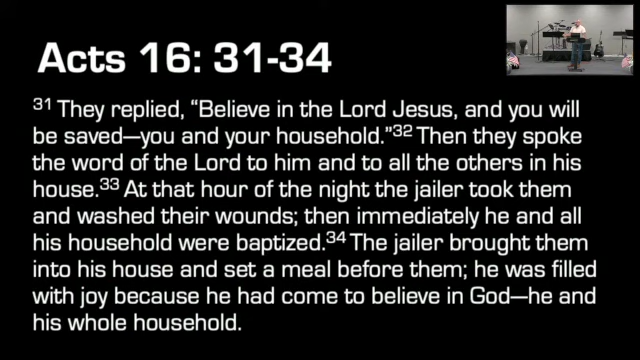 Acts 16: 31-34
³¹ They replied, “Believe in the Lord Jesus, and you will
be saved—you and your household.”³² Then they spoke
the word of the Lord to him and to all the others in his
house.³³ At that hour of the night the jailer took them
and washed their wounds; then immediately he and all
his household were baptized.³⁴ The jailer brought them
into his house and set a meal before them; he was filled
with joy because he had come to believe in God—he and
his whole household.